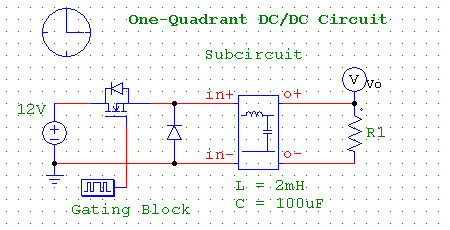 One-Quadrant DC/DC Circuit
Subcircuit
in+ o+
V Vo
12V
R1
in- o-
L = 2mH
C = 100uF
Gating Block